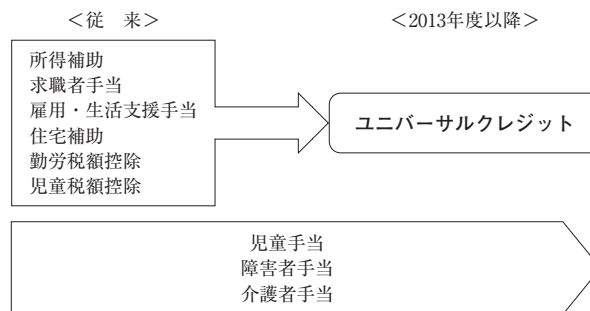 ＜従　来＞
＜2013年度以降＞
所得補助
求職者手当
雇用・生活支援手当
住宅補助
勤労税額控除
児童税額控除
ユニバーサルクレジット
児童手当
障害者手当
介護者手当